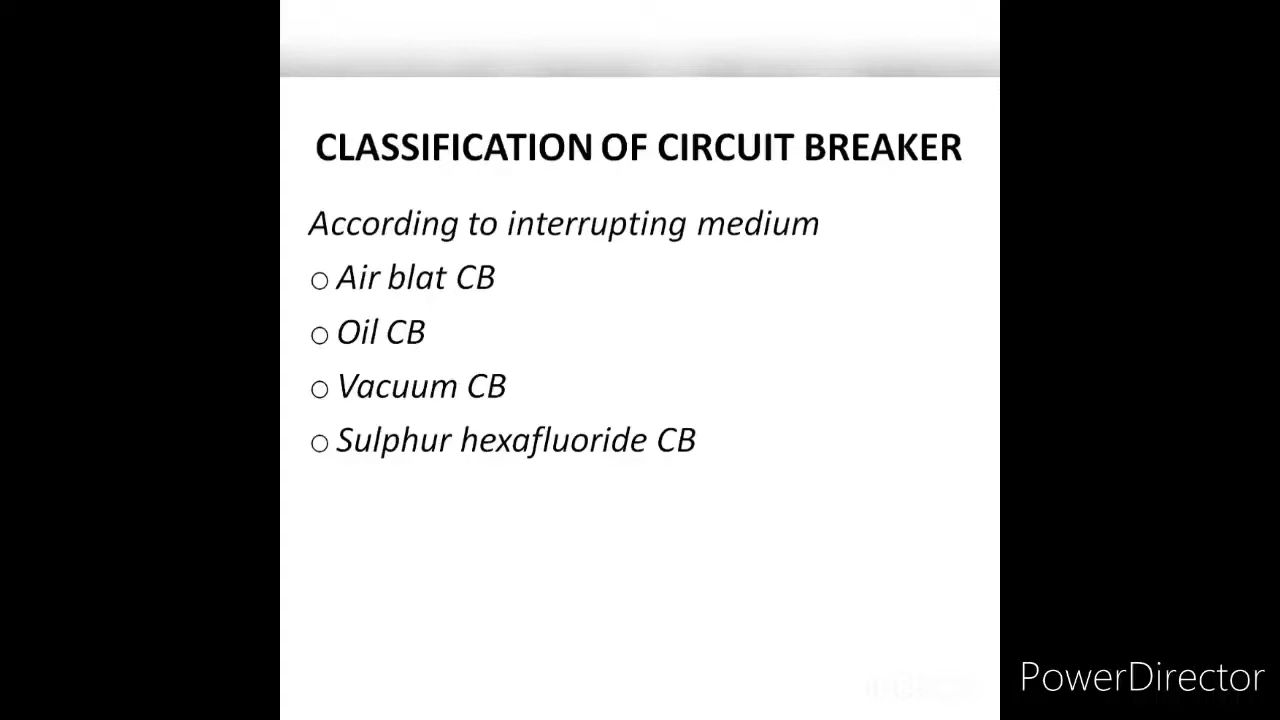 CLASSIFICATION OF CIRCUIT BREAKER
According to interrupting medium
○ Air blat CB
○ Oil CB
○ Vacuum CB
○ Sulphur hexafluoride CB
PowerDirector